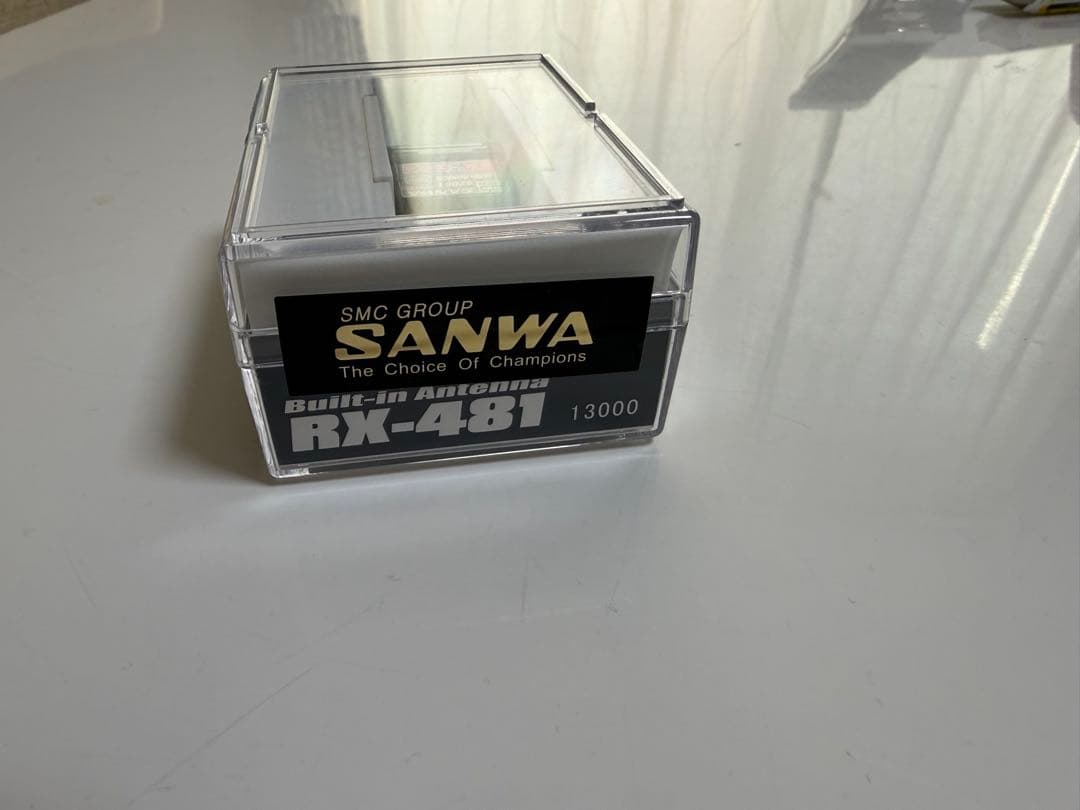 SMC GROUP
SANWA
The Choice Of Champions
Built-in Antenna
RX-481 13000